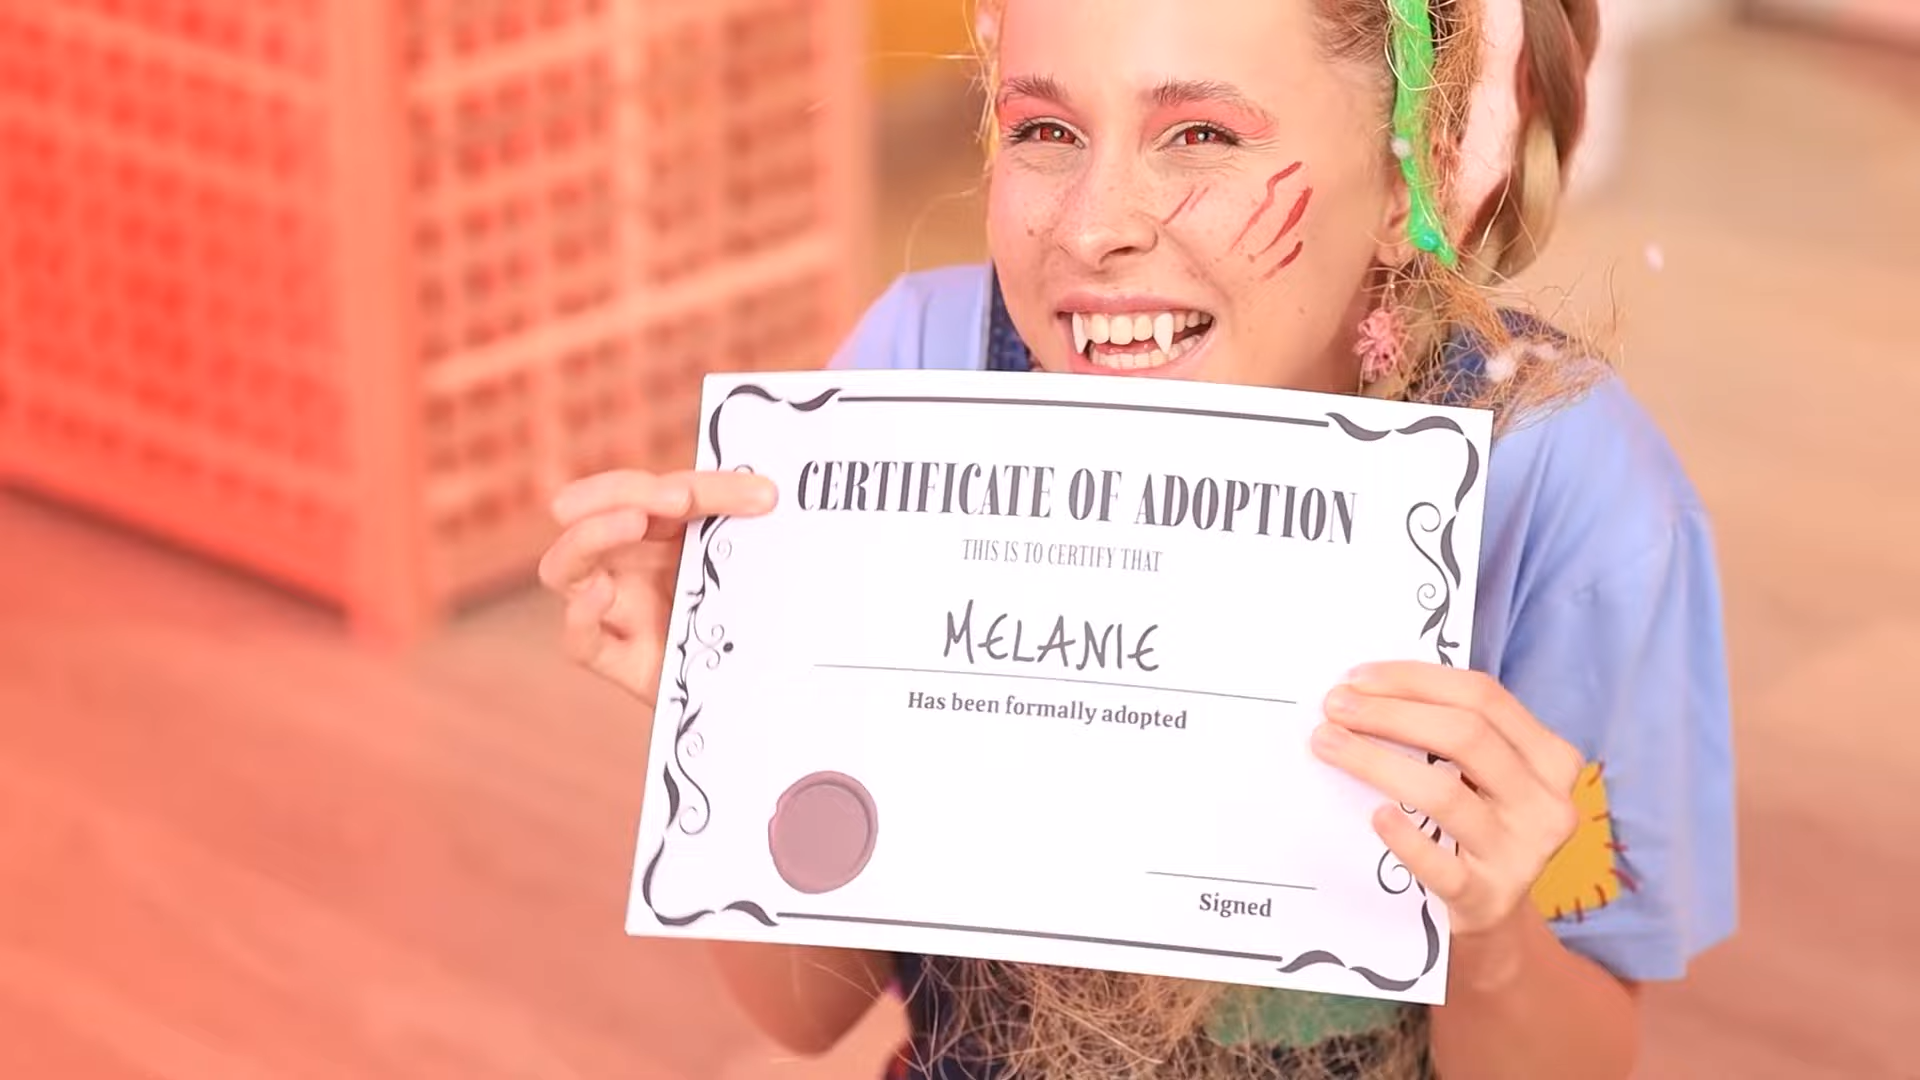 CERTIFICATE OF ADOPTION
THIS IS TO CERTIFY THAT
MELANIE
Has been formally adopted
Signed